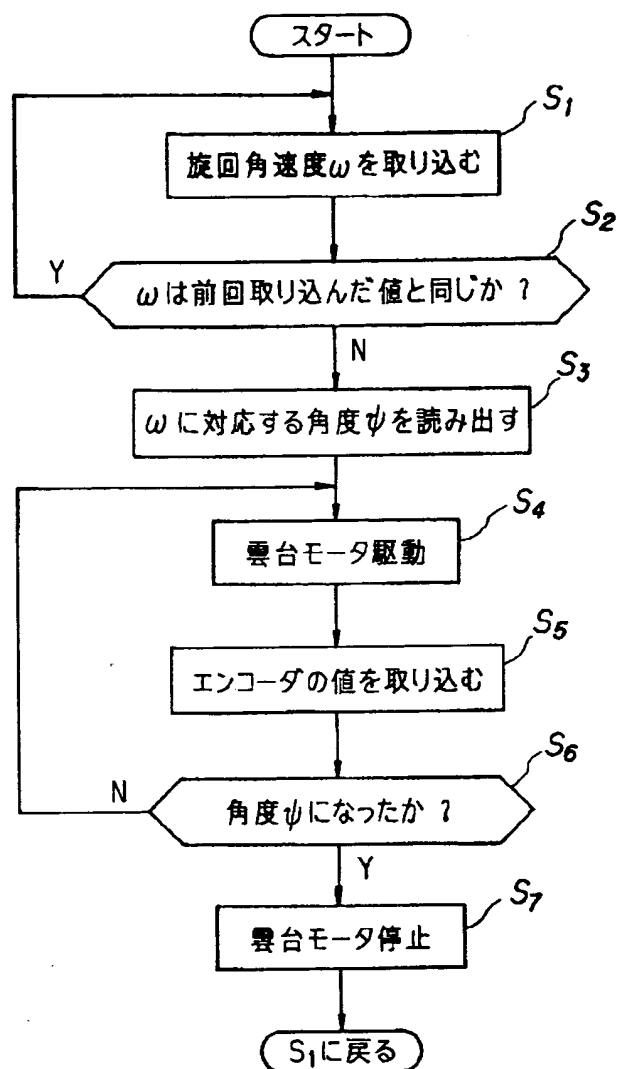 スタート
S1
旋回角速度ωを取り込む
S2
Y
ωは前回取り込んだ値と同じか?
N
S3
ωに対応する角度ψを読み出す
S4
雲台モータ駆動
S5
エンコーダの値を取り込む
S6
N
角度ψになったか?
Y
S7
雲台モータ停止
S1に戻る